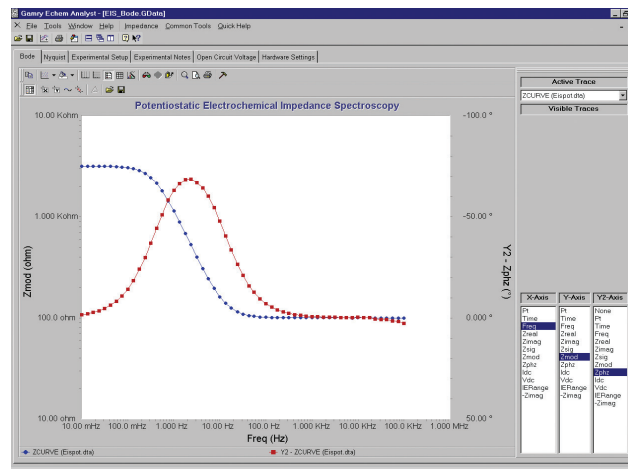 Gamry Echem Analyst - [EIS_Bode.GData]
File Tools Window Help Impedance Common Tools Quick Help
Bode Nyquist Experimental Setup Experimental Notes Open Circuit Voltage Hardware Settings
Potentiostatic Electrochemical Impedance Spectroscopy
10.00 Kohm
1.000 Kohm
100.0 ohm
10.00 ohm
Zmod (ohm)
-100.0 °
-50.00 °
0.000 °
50.00 °
Y2 - Zphz (°)
10.00 mHz 100.0 mHz 1.000 Hz 10.00 Hz 100.0 Hz 1.000 KHz 10.00 KHz 100.0 KHz 1.000 MHz
Freq (Hz)
ZCURVE (Eispot.dta) Y2 - ZCURVE (Eispot.dta)
Active Trace
ZCURVE (Eispot.dta)
Visible Traces
X-Axis Y-Axis Y2-Axis
Pt Pt None
Time Time Pt
Freq Freq Time
Zreal Zreal Freq
Zimag Zimag Zreal
Zsig Zsig Zimag
Zmod Zmod Zsig
Zphz Zphz Zmod
Idc Idc Zphz
Vdc Vdc Idc
IERange IERange Vdc
-Zimag -Zimag IERange
-Zimag